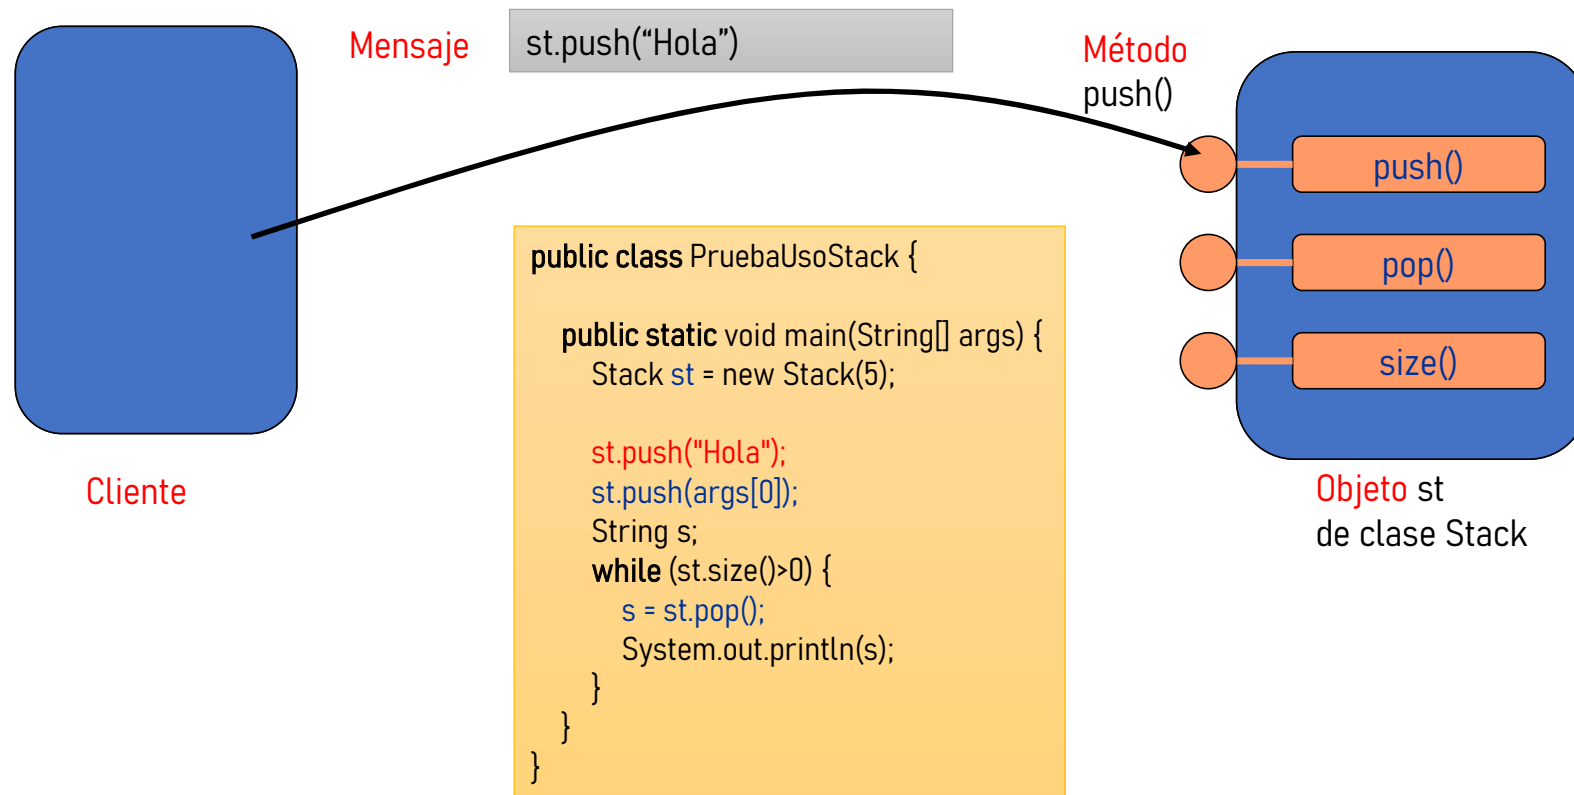 Mensaje
st.push(“Hola”)
Método
push()
push()
pop()
size()
public class PruebaUsoStack {
public static void main(String[] args) {
Stack st = new Stack(5);
st.push("Hola");
st.push(args[0]);
String s;
while (st.size()>0) {
s = st.pop();
System.out.println(s);
}
}
}
Cliente
Objeto st
de clase Stack